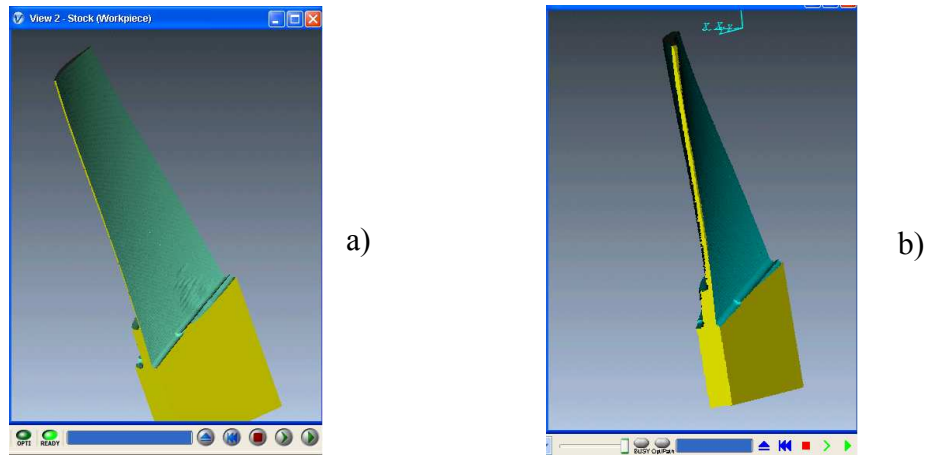 View 2 - Stock (Workpiece)
a)
b)
OPTI READY
BUSY OptiPath